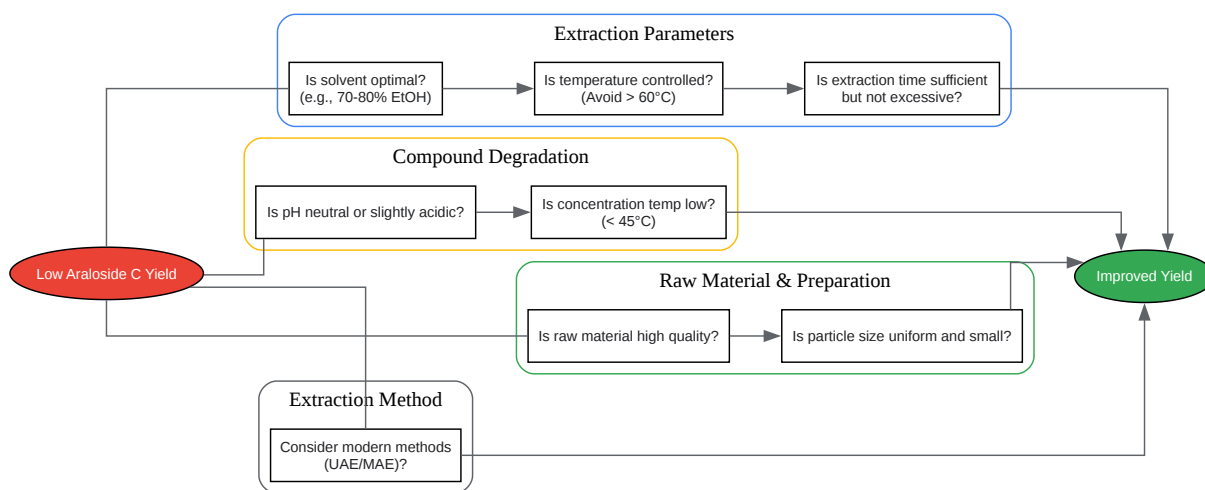 Extraction Parameters
Is solvent optimal?
(e.g., 70-80% EtOH)
Is temperature controlled?
(Avoid > 60°C)
Is extraction time sufficient
but not excessive?
Compound Degradation
Is pH neutral or slightly acidic?
Is concentration temp low?
(< 45°C)
Low Araloside C Yield
Improved Yield
Raw Material & Preparation
Is raw material high quality?
Is particle size uniform and small?
Extraction Method
Consider modern methods
(UAE/MAE)?